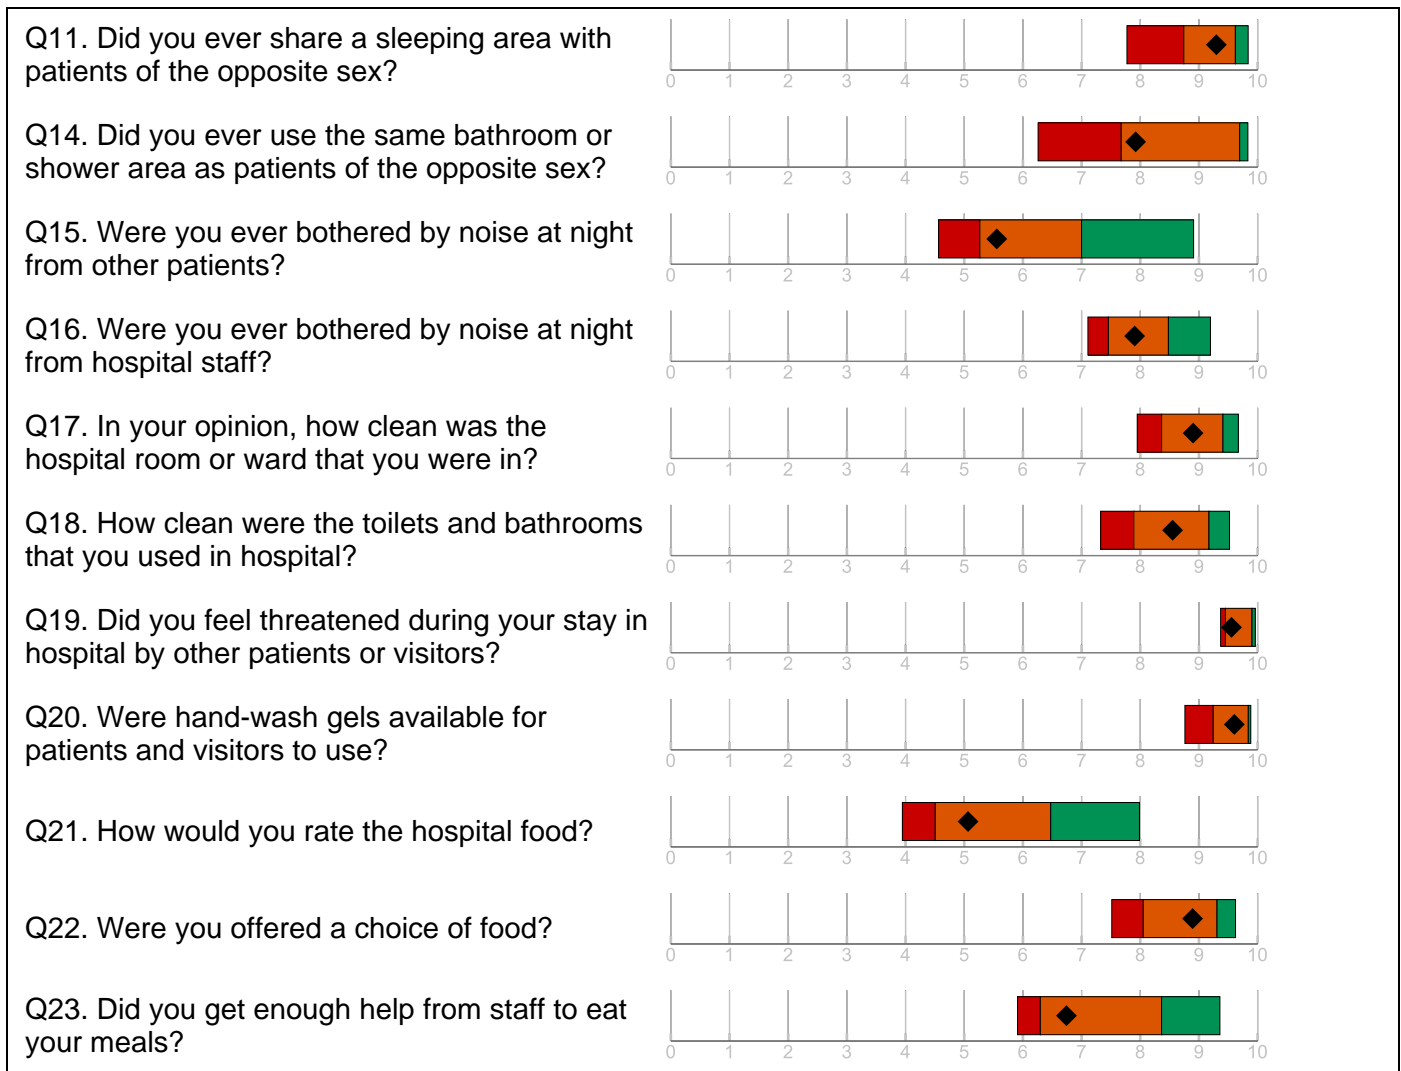 Q11. Did you ever share a sleeping area with
patients of the opposite sex?
0 1 2 3 4 5 6 7 8 9 10
Q14. Did you ever use the same bathroom or
shower area as patients of the opposite sex?
0 1 2 3 4 5 6 7 8 9 10
Q15. Were you ever bothered by noise at night
from other patients?
0 1 2 3 4 5 6 7 8 9 10
Q16. Were you ever bothered by noise at night
from hospital staff?
0 1 2 3 4 5 6 7 8 9 10
Q17. In your opinion, how clean was the
hospital room or ward that you were in?
0 1 2 3 4 5 6 7 8 9 10
Q18. How clean were the toilets and bathrooms
that you used in hospital?
0 1 2 3 4 5 6 7 8 9 10
Q19. Did you feel threatened during your stay in
hospital by other patients or visitors?
0 1 2 3 4 5 6 7 8 9 10
Q20. Were hand-wash gels available for
patients and visitors to use?
0 1 2 3 4 5 6 7 8 9 10
Q21. How would you rate the hospital food?
0 1 2 3 4 5 6 7 8 9 10
Q22. Were you offered a choice of food?
0 1 2 3 4 5 6 7 8 9 10
Q23. Did you get enough help from staff to eat
your meals?
0 1 2 3 4 5 6 7 8 9 10